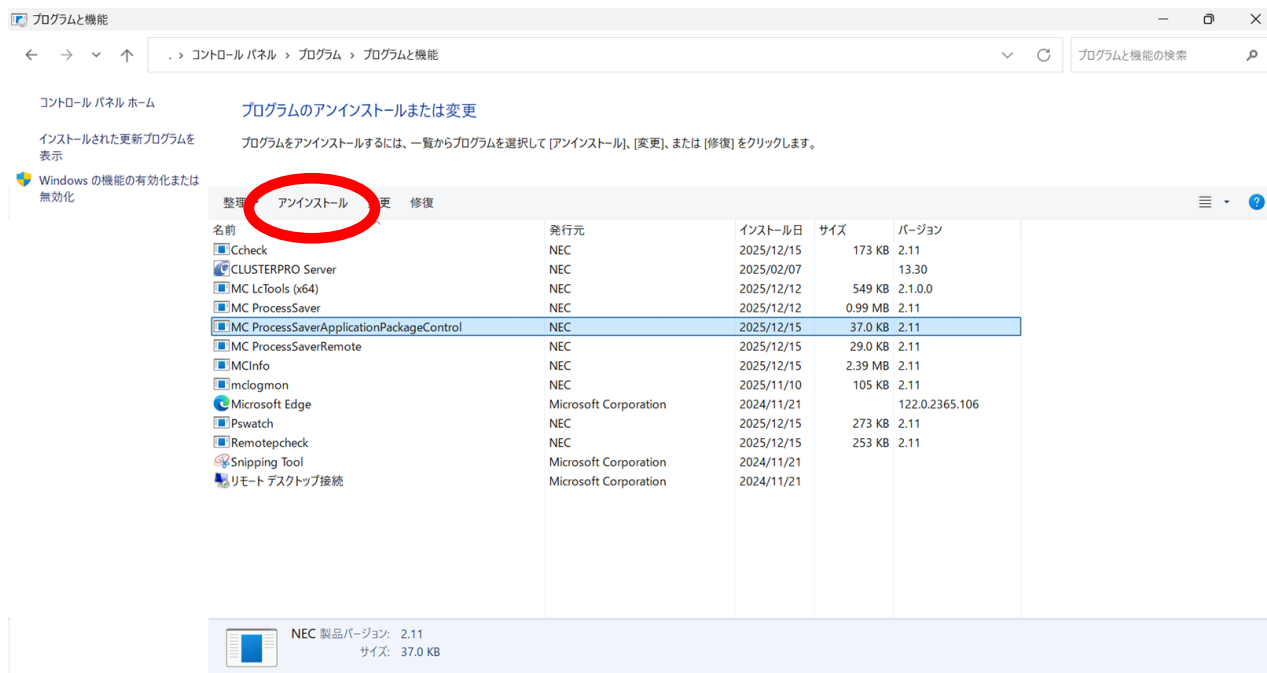 プログラムと機能
. › コントロール パネル › プログラム › プログラムと機能
プログラムと機能の検索
コントロール パネル ホーム
インストールされた更新プログラムを
表示
Windows の機能の有効化または
無効化
プログラムのアンインストールまたは変更
プログラムをアンインストールするには、一覧からプログラムを選択して [アンインストール]、[変更]、または [修復] をクリックします。
整理 アンインストール 更 修復
名前 発行元 インストール日 サイズ バージョン
Ccheck NEC 2025/12/15 173 KB 2.11
CLUSTERPRO Server NEC 2025/02/07 13.30
MC LcTools (x64) NEC 2025/12/12 549 KB 2.1.0.0
MC ProcessSaver NEC 2025/12/12 0.99 MB 2.11
MC ProcessSaverApplicationPackageControl NEC 2025/12/15 37.0 KB 2.11
MC ProcessSaverRemote NEC 2025/12/15 29.0 KB 2.11
MCInfo NEC 2025/12/15 2.39 MB 2.11
mclogmon NEC 2025/11/10 105 KB 2.11
Microsoft Edge Microsoft Corporation 2024/11/21 122.0.2365.106
Pswatch NEC 2025/12/15 273 KB 2.11
Remotepcheck NEC 2025/12/15 253 KB 2.11
Snipping Tool Microsoft Corporation 2024/11/21
リモート デスクトップ接続 Microsoft Corporation 2024/11/21
NEC 製品バージョン: 2.11
サイズ: 37.0 KB